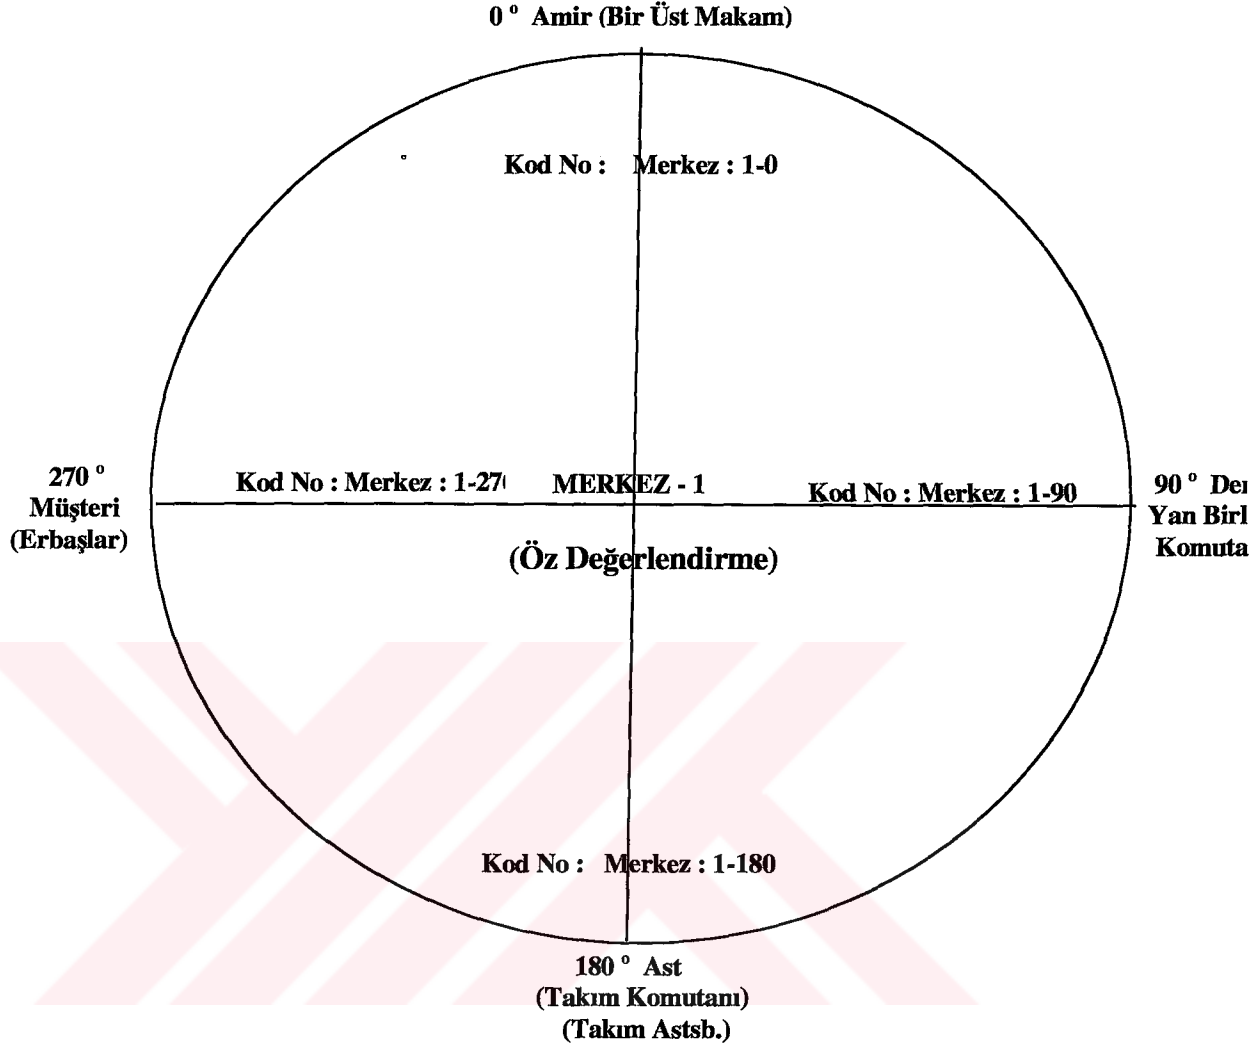 0 ° Amir (Bir Üst Makam)
Kod No : Merkez : 1-0
270 °
Müşteri
(Erbaşlar)
Kod No : Merkez : 1-27
MERKEZ - 1
Kod No : Merkez : 1-90
90 °
Yan
(Öz Değerlendirme)
Kod No : Merkez : 1-180
180 ° Ast
(Takım Komutanı)
(Takım Astsb.)